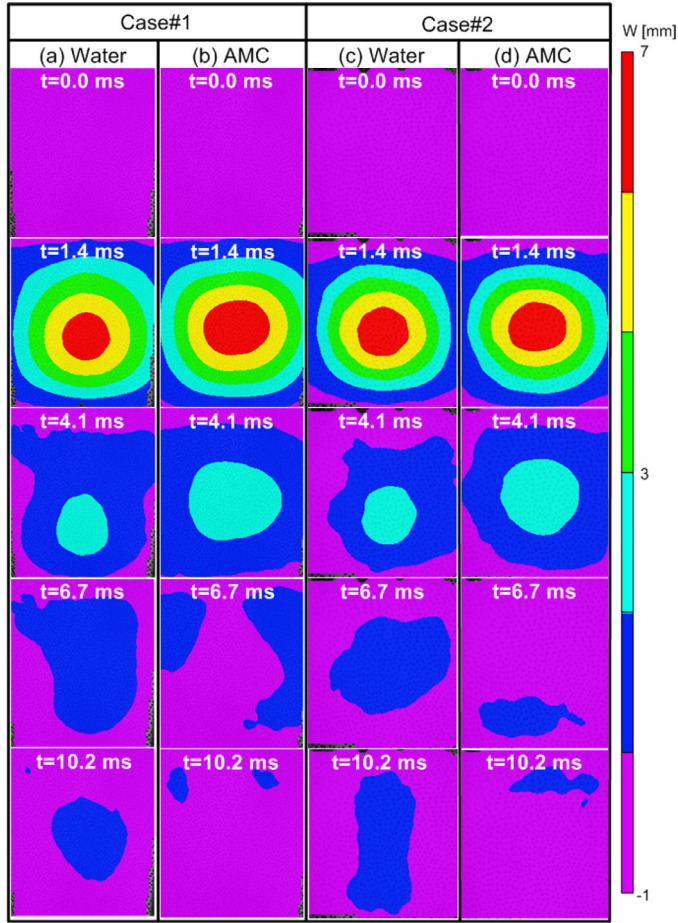 Case#1 Case#2 W [mm]
(a) Water (b) AMC (c) Water (d) AMC 7
t=0.0 ms t=0.0 ms t=0.0 ms t=0.0 ms
t=1.4 ms t=1.4 ms t=1.4 ms t=1.4 ms
t=4.1 ms t=4.1 ms t=4.1 ms t=4.1 ms
3
t=6.7 ms t=6.7 ms t=6.7 ms t=6.7 ms
t=10.2 ms t=10.2 ms t=10.2 ms t=10.2 ms
-1